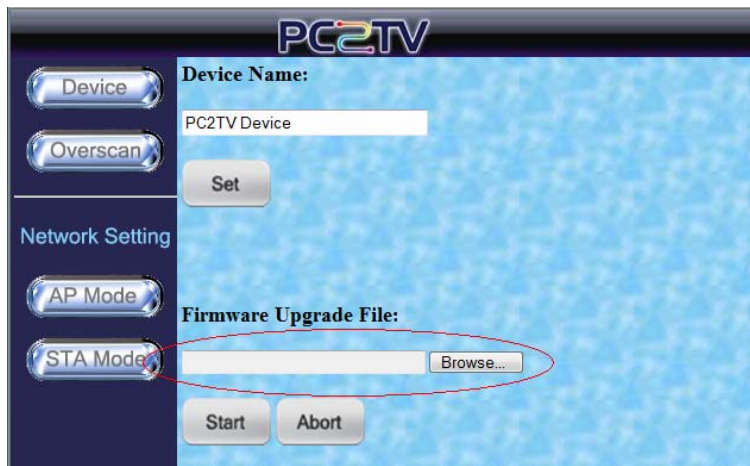 PC2TV
Device
Overscan
Network Setting
AP Mode
STA Mode
Device Name:
PC2TV Device
Set
Firmware Upgrade File:
Browse...
Start Abort